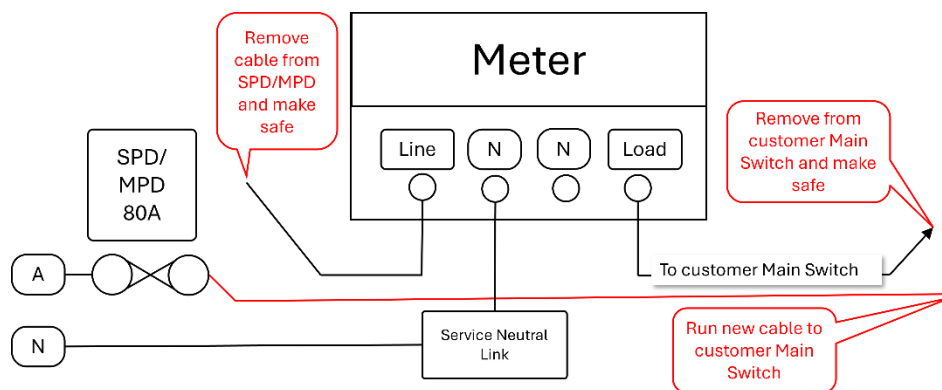 Remove
cable from
SPD/MPD
and make
safe
Meter
Remove from
customer Main
Switch and make
safe
SPD/
MPD
80A
Line
N
N
Load
A
To customer Main Switch
N
Service Neutral
Link
Run new cable to
customer Main
Switch